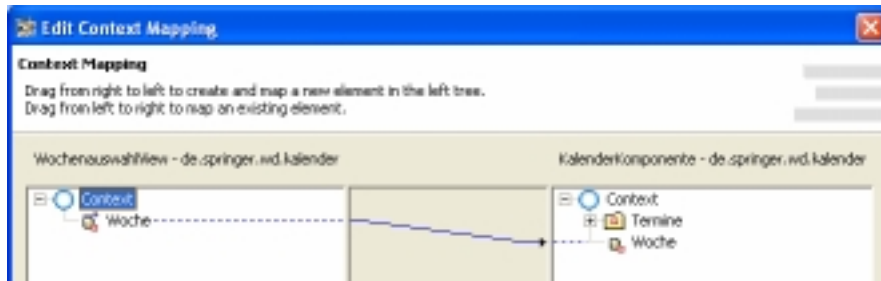 Edit Context Mapping
Context Mapping
Drag from right to left to create and map a new element in the left tree.
Drag from left to right to map an existing element.
WochenauswahlView - de.springer.wd.kalender
KalenderKomponente - de.springer.wd.kalender
Context
Woche
Context
Termine
Woche